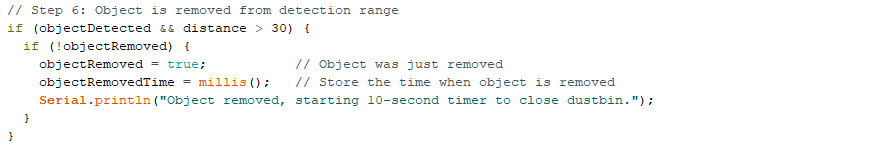 // Step 6: Object is removed from detection range
if (objectDetected && distance > 30) {
  if (!objectRemoved) {
    objectRemoved = true;           // Object was just removed
    objectRemovedTime = millis();   // Store the time when object is removed
    Serial.println("Object removed, starting 10-second timer to close dustbin.");
  }
}